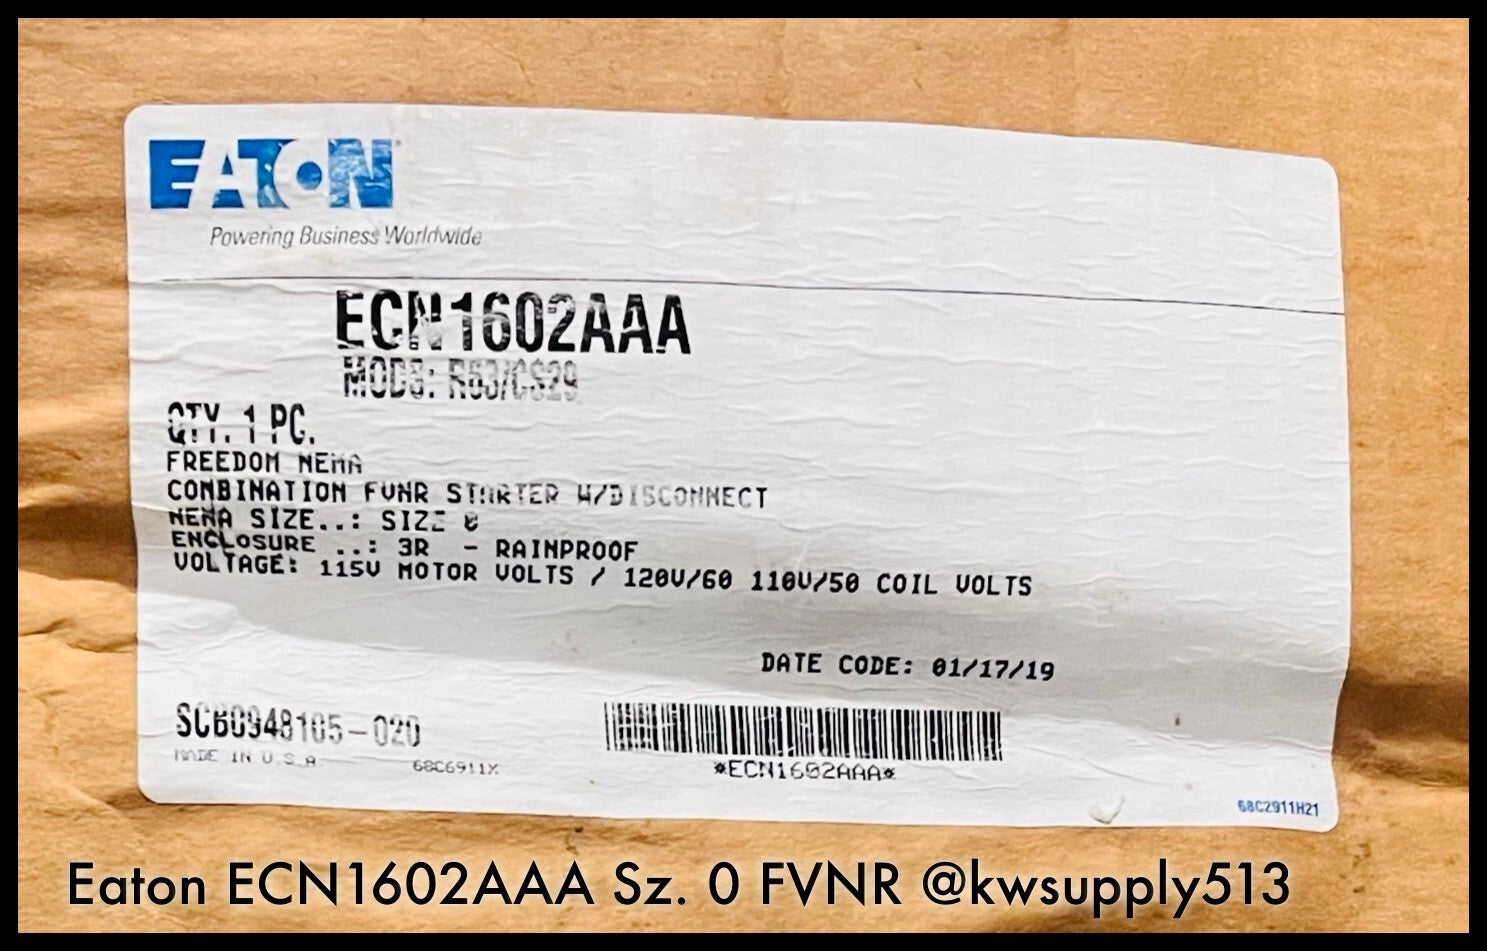 EATON
Powering Business Worldwide
ECN1602AAA
MODS: R63/CS29
QTY. 1 PC.
FREEDOM NEMA
COMBINATION FVNR STARTER W/DISCONNECT
NEMA SIZE..: SIZE 0
ENCLOSURE ..: 3R - RAINPROOF
VOLTAGE: 115V MOTOR VOLTS / 120V/60 110V/50 COIL VOLTS
DATE CODE: 01/17/19
SCB0948105-020
MADE IN U.S.A.
68C6911X
*ECN1602AAA*
68C2911H21
Eaton ECN1602AAA Sz. 0 FVNR @kwsupply513